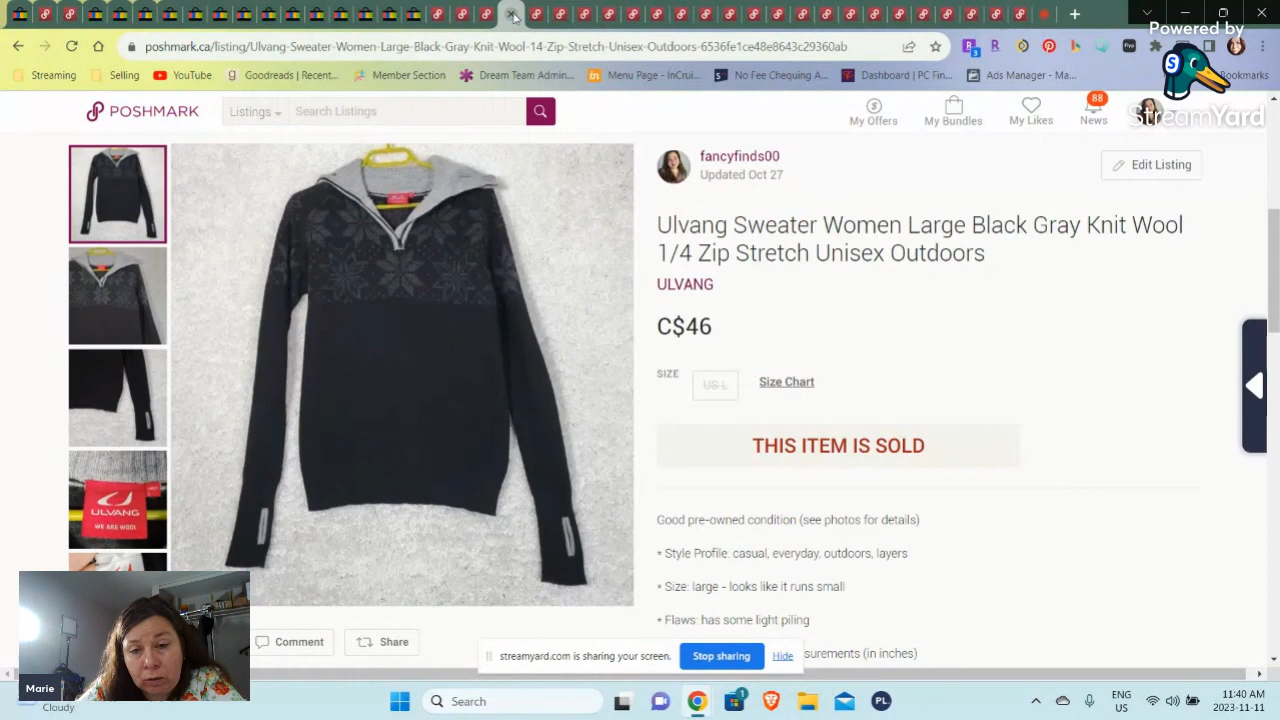 Powered by
StreamYard
poshmark.ca/listing/Ulvang-Sweater-Women-Large-Black-Gray-Knit-Wool-14-Zip-Stretch-Unisex-Outdoors-6536fe1ce48e8643c29360ab
Streaming
Selling
YouTube
Goodreads | Recent...
Member Section
Dream Team Admin...
Menu Page - InCrui...
No Fee Chequing A...
Dashboard | PC Fin...
Ads Manager - Ma...
Bookmarks
POSHMARK
Listings
Search Listings
My Offers
My Bundles
My Likes
88
News
fancyfinds00
Updated Oct 27
Edit Listing
Ulvang Sweater Women Large Black Gray Knit Wool
1/4 Zip Stretch Unisex Outdoors
ULVANG
C$46
SIZE
US L
Size Chart
THIS ITEM IS SOLD
Good pre-owned condition (see photos for details)
* Style Profile: casual, everyday, outdoors, layers
* Size: large - looks like it runs small
* Flaws: has some light piling
surements (in inches)
ULVANG
WE ARE WOOL
Comment
Share
streamyard.com is sharing your screen.
Stop sharing
Hide
Marie
Cloudy
Search
ENG
US
11:40 AM
2023-11-11